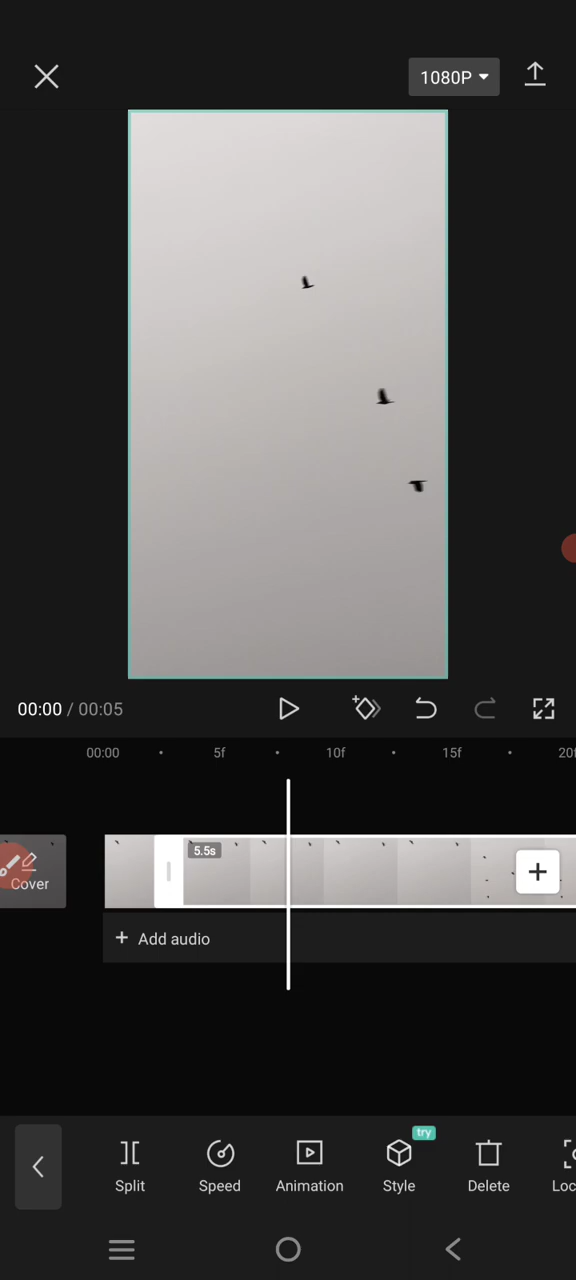 1080P
00:00 / 00:05
00:00 5f 10f 15f 20f
5.5s
Cover
+ Add audio
try
Split Speed Animation Style Delete Loc